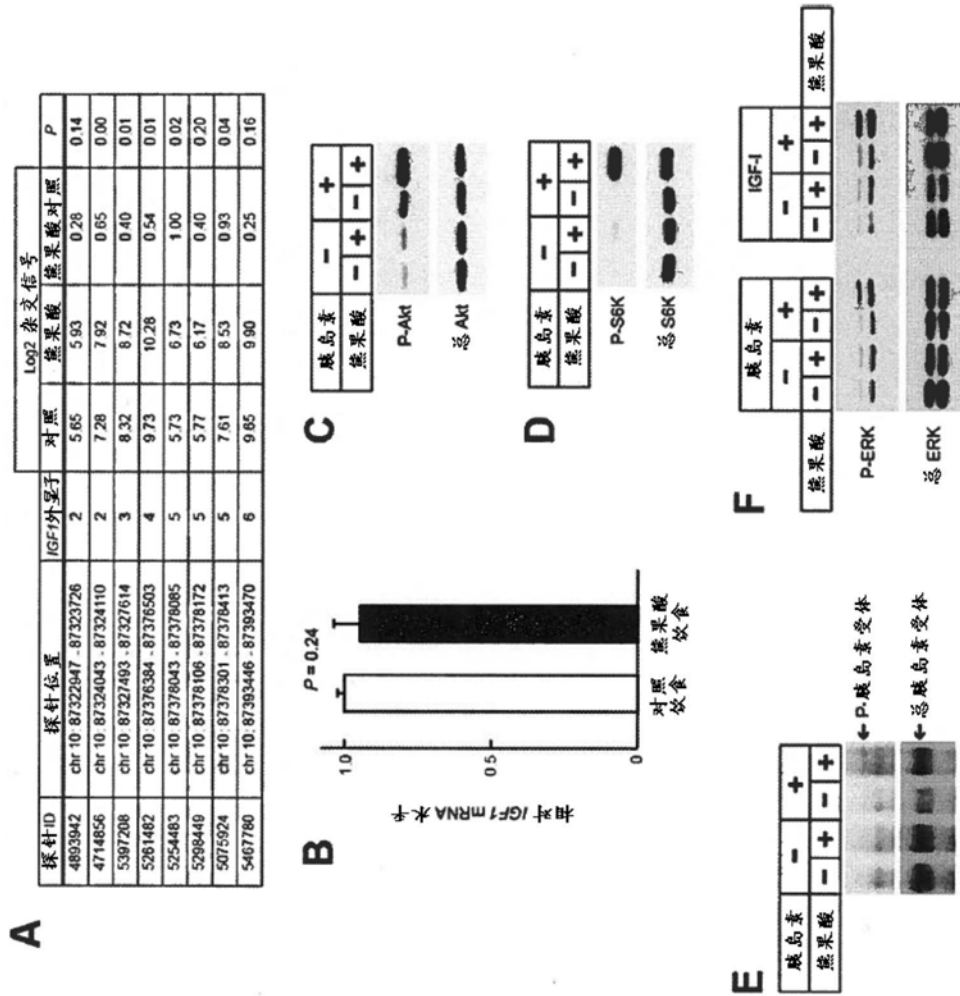 A
Log2 杂交信号
探针ID 探针位置 IGF1外显子 对照 熊果酸 熊果酸对照 P
4893942 chr 10: 87322947 - 87323726 2 5.65 5.93 0.28 0.14
4714856 chr 10: 87324043 - 87324110 2 7.28 7.92 0.65 0.00
5397208 chr 10: 87327493 - 87327614 3 8.32 8.72 0.40 0.01
5261482 chr 10: 87376384 - 87376503 4 9.73 10.28 0.54 0.01
5254483 chr 10: 87378043 - 87378085 5 5.73 6.73 1.00 0.02
5298449 chr 10: 87378106 - 87378172 5 5.77 6.17 0.40 0.20
5075924 chr 10: 87378301 - 87378413 5 7.61 8.53 0.93 0.04
5467780 chr 10: 87393446 - 87393470 6 9.65 9.90 0.25 0.16
B
P = 0.24
相对 IGF1 mRNA 水平
1.0
0.5
0
对照
饮食
熊果酸
饮食
C
胰岛素 - +
熊果酸 - + - +
P-Akt
总 Akt
D
胰岛素 - +
熊果酸 - + - +
P-S6K
总 S6K
E
胰岛素 - +
熊果酸 - + - +
← P-胰岛素受体
← 总胰岛素受体
F
胰岛素 IGF-I
- + - +
熊果酸 - + - + - + - + 熊果酸
P-ERK
总 ERK